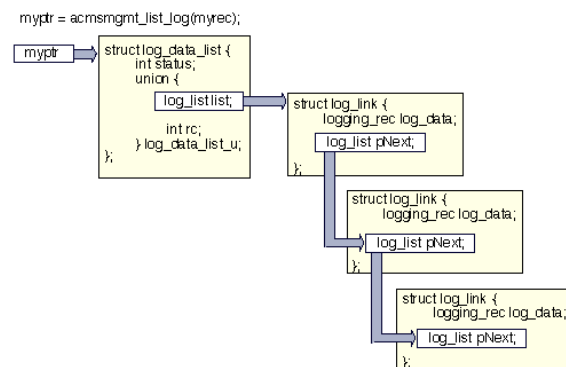 myptr = acmsmgmt_list_log(myrec);
myptr
struct log_data_list {
int status;
union {
log_list list;
int rc;
} log_data_list_u;
};
struct log_link {
logging_rec log_data;
log_list pNext;
};
struct log_link {
logging_rec log_data;
log_list pNext;
};
struct log_link {
logging_rec log_data;
log_list pNext;
};